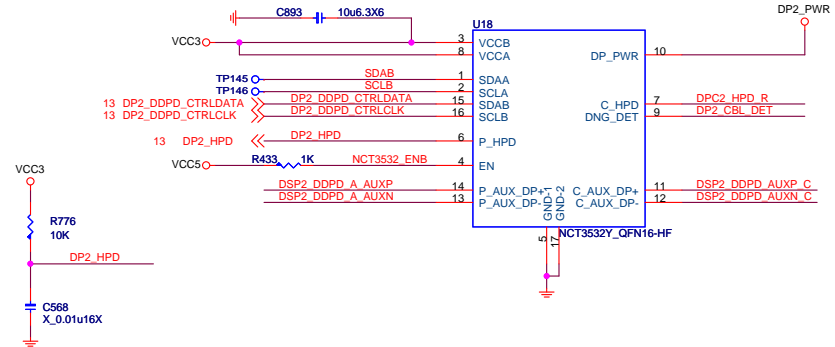 C893 10u6.3X6
U18
DP2_PWR
VCC3
3 VCCB
8 VCCA
DP_PWR 10
TP145 SDAB 1 SDAA
TP146 SCLB 2 SCLA
13 DP2_DDPD_CTRLDATA DP2_DDPD_CTRLDATA 15 SDAB C_HPD 7 DPC2_HPD_R
13 DP2_DDPD_CTRLCLK DP2_DDPD_CTRLCLK 16 SCLB DNG_DET 9 DP2_CBL_DET
13 DP2_HPD DP2_HPD 6 P_HPD
VCC5 R433 1K NCT3532_ENB 4 EN
VCC3
DSP2_DDPD_A_AUXP 14 P_AUX_DP+ C_AUX_DP+ 11 DSP2_DDPD_AUXP_C
DSP2_DDPD_A_AUXN 13 P_AUX_DP- C_AUX_DP- 12 DSP2_DDPD_AUXN_C
GND-1
GND-2
5
17
NCT3532Y_QFN16-HF
R776
10K
DP2_HPD
C568
X_0.01u16X